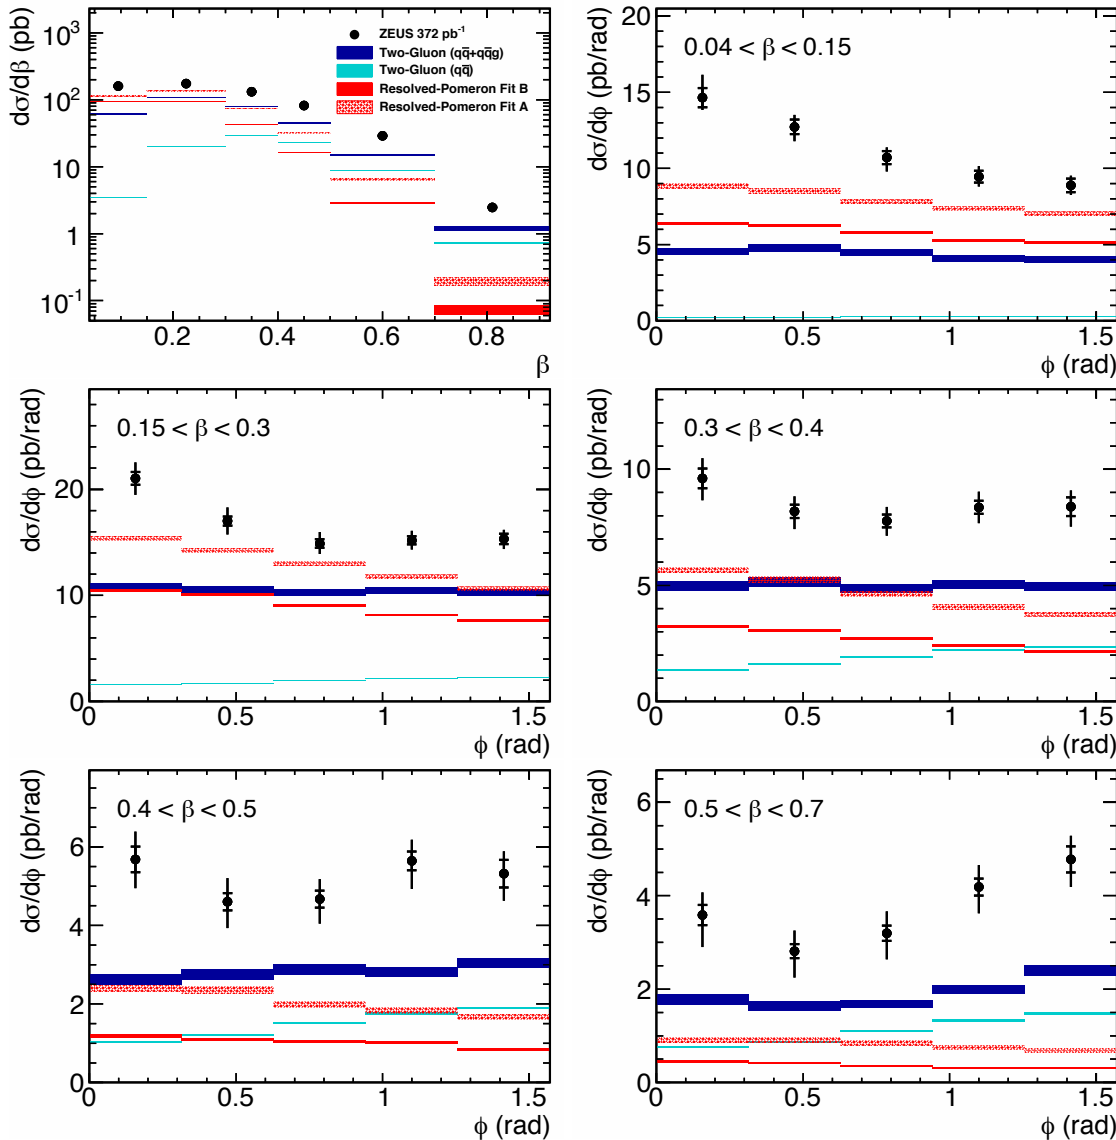 dσ/dβ (pb)
10³
10²
10
1
10⁻¹
ZEUS 372 pb⁻¹
Two-Gluon (qq̄+qq̄g)
Two-Gluon (qq̄)
Resolved-Pomeron Fit B
Resolved-Pomeron Fit A
0.2 0.4 0.6 0.8
β
dσ/dφ (pb/rad)
20
15
10
5
0
0.04 < β < 0.15
0 0.5 1 1.5
φ (rad)
dσ/dφ (pb/rad)
20
10
0
0.15 < β < 0.3
0 0.5 1 1.5
φ (rad)
dσ/dφ (pb/rad)
10
5
0
0.3 < β < 0.4
0 0.5 1 1.5
φ (rad)
dσ/dφ (pb/rad)
6
4
2
0
0.4 < β < 0.5
0 0.5 1 1.5
φ (rad)
dσ/dφ (pb/rad)
6
4
2
0
0.5 < β < 0.7
0 0.5 1 1.5
φ (rad)